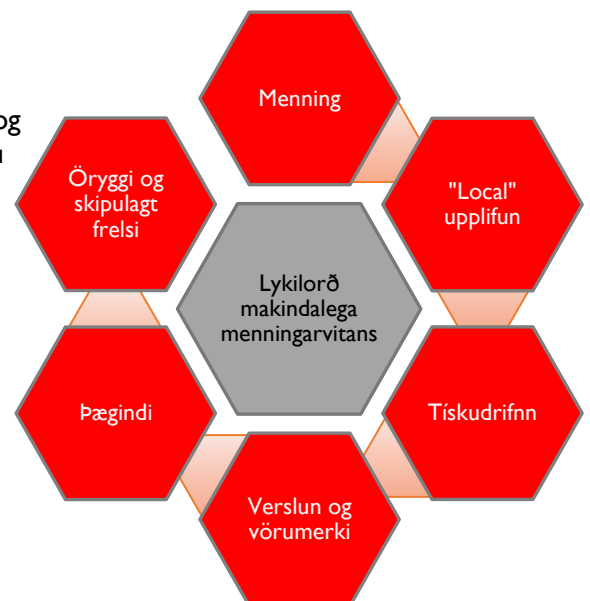 og
Menning
"Local"
upplifun
Öryggi og
skipulagt
frelsi
Lykilorð
makindalega
menningarvitans
Þægindi
Tískudrifnn
Verslun og
vörumerki